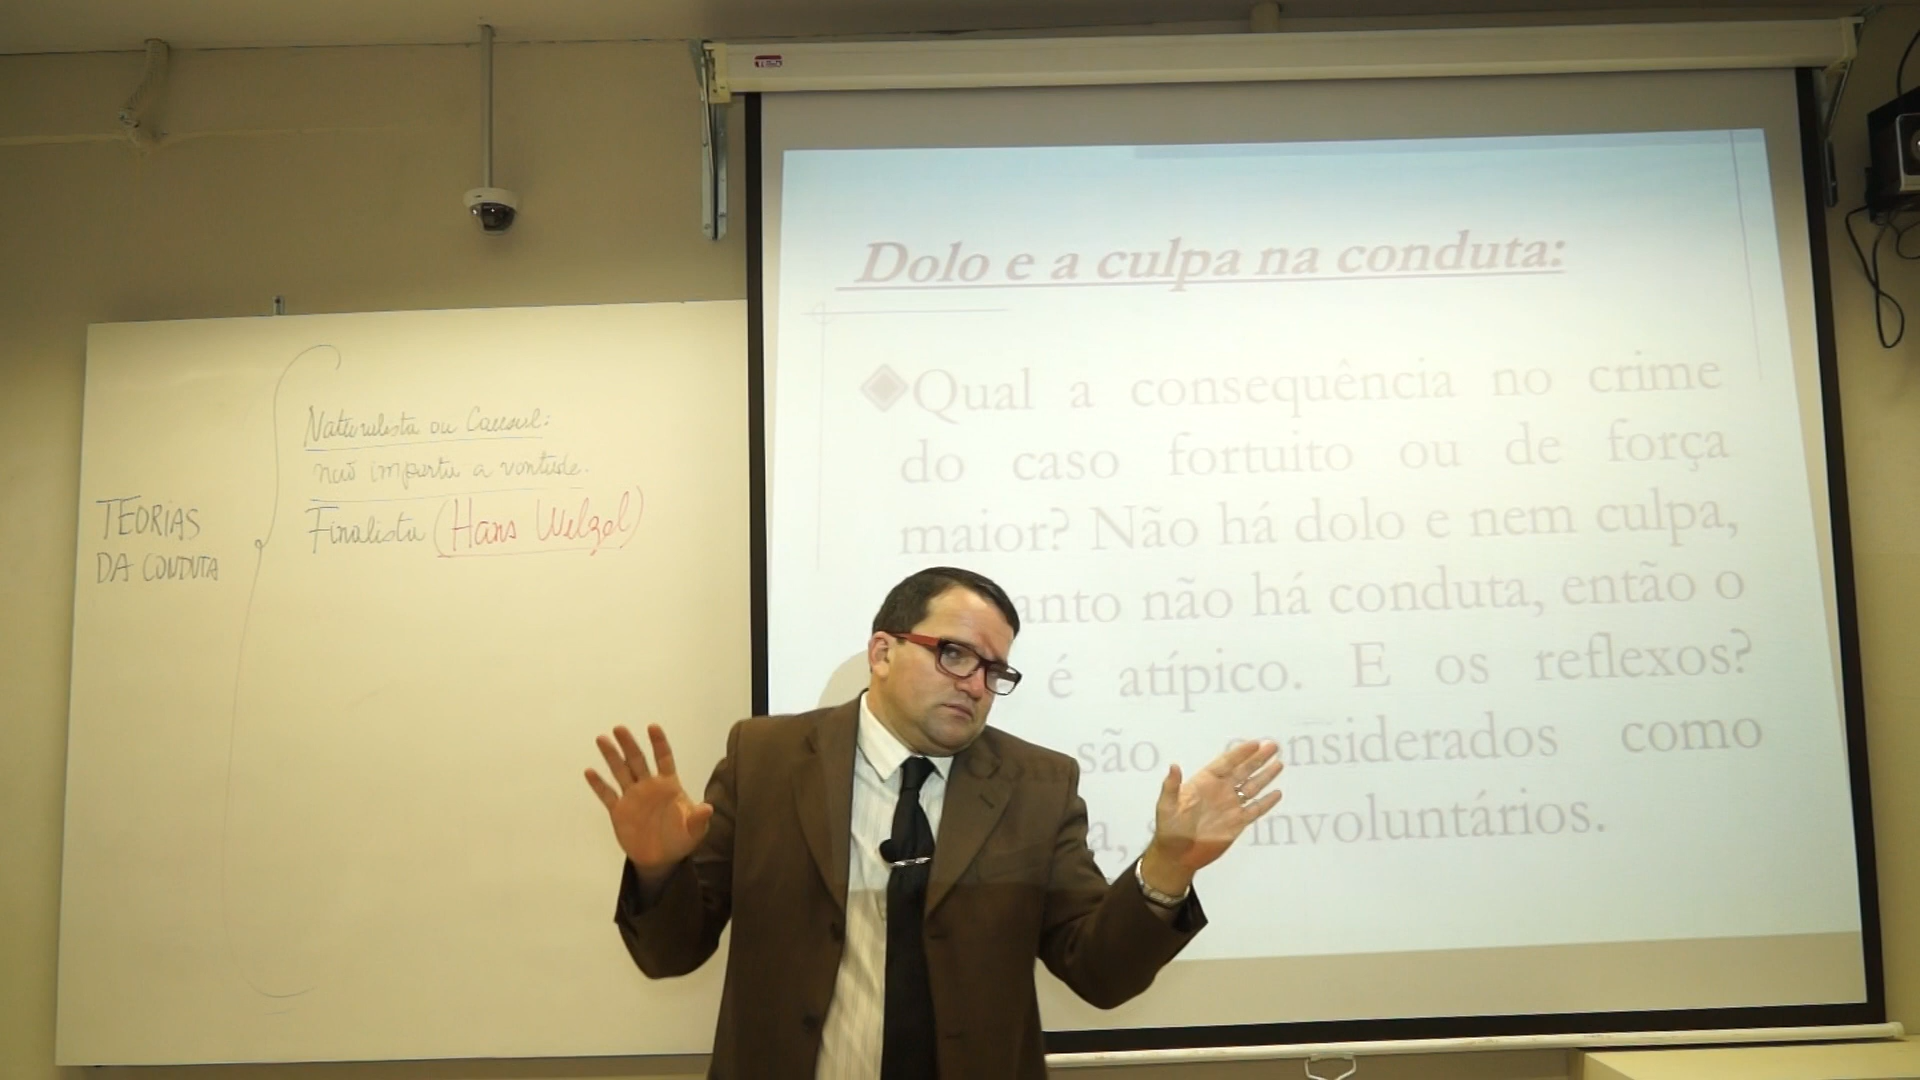 TEORIAS
DA CONDUTA
Naturalista ou Causal:
não importa a vontade.
Finalista (Hans Welzel)
Dolo e a culpa na conduta:
Qual a consequência no crime
do caso fortuito ou de força
maior? Não há dolo e nem culpa,
anto não há conduta, então o
é atípico. E os reflexos?
são considerados como
a, involuntários.